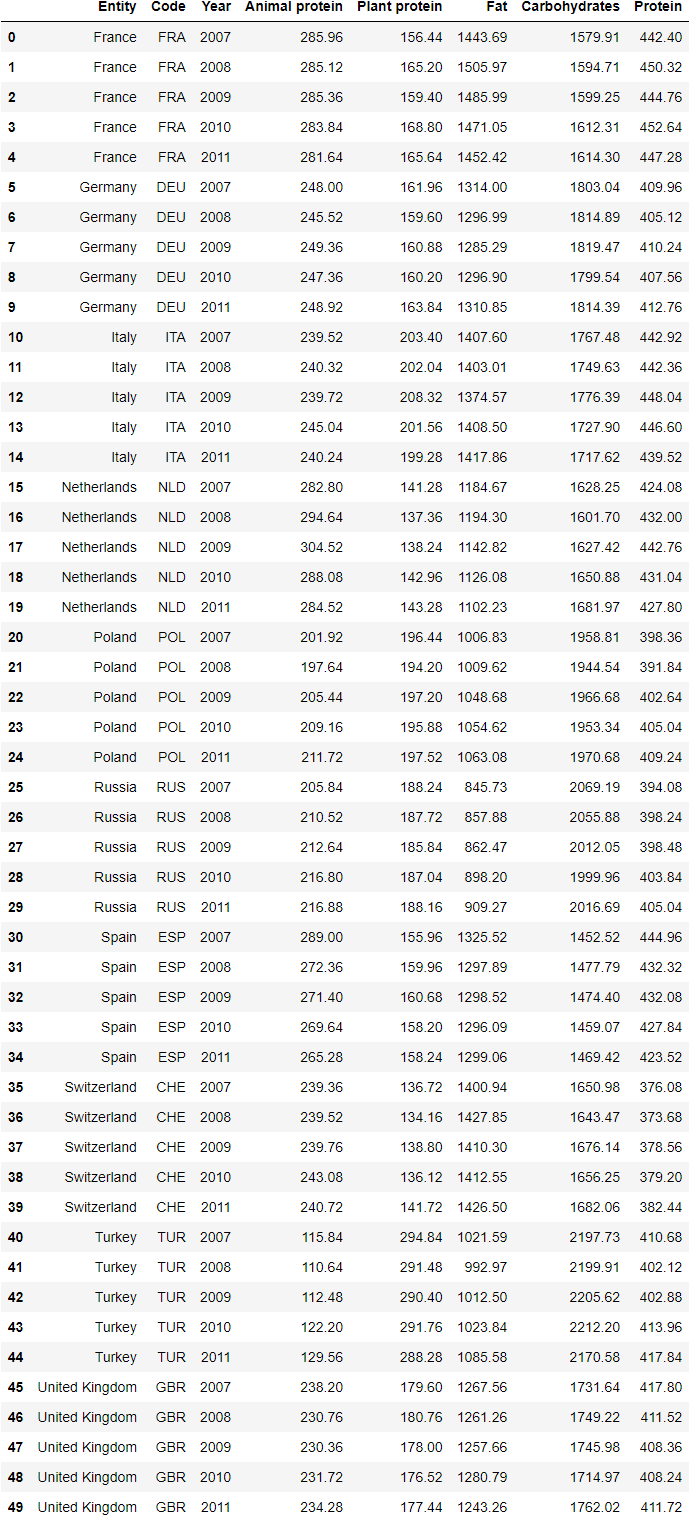 Entity Code Year Animal protein Plant protein Fat Carbohydrates Protein
0 France FRA 2007 285.96 156.44 1443.69 1579.91 442.40
1 France FRA 2008 285.12 165.20 1505.97 1594.71 450.32
2 France FRA 2009 285.36 159.40 1485.99 1599.25 444.76
3 France FRA 2010 283.84 168.80 1471.05 1612.31 452.64
4 France FRA 2011 281.64 165.64 1452.42 1614.30 447.28
5 Germany DEU 2007 248.00 161.96 1314.00 1803.04 409.96
6 Germany DEU 2008 245.52 159.60 1296.99 1814.89 405.12
7 Germany DEU 2009 249.36 160.88 1285.29 1819.47 410.24
8 Germany DEU 2010 247.36 160.20 1296.90 1799.54 407.56
9 Germany DEU 2011 248.92 163.84 1310.85 1814.39 412.76
10 Italy ITA 2007 239.52 203.40 1407.60 1767.48 442.92
11 Italy ITA 2008 240.32 202.04 1403.01 1749.63 442.36
12 Italy ITA 2009 239.72 208.32 1374.57 1776.39 448.04
13 Italy ITA 2010 245.04 201.56 1408.50 1727.90 446.60
14 Italy ITA 2011 240.24 199.28 1417.86 1717.62 439.52
15 Netherlands NLD 2007 282.80 141.28 1184.67 1628.25 424.08
16 Netherlands NLD 2008 294.64 137.36 1194.30 1601.70 432.00
17 Netherlands NLD 2009 304.52 138.24 1142.82 1627.42 442.76
18 Netherlands NLD 2010 288.08 142.96 1126.08 1650.88 431.04
19 Netherlands NLD 2011 284.52 143.28 1102.23 1681.97 427.80
20 Poland POL 2007 201.92 196.44 1006.83 1958.81 398.36
21 Poland POL 2008 197.64 194.20 1009.62 1944.54 391.84
22 Poland POL 2009 205.44 197.20 1048.68 1966.68 402.64
23 Poland POL 2010 209.16 195.88 1054.62 1953.34 405.04
24 Poland POL 2011 211.72 197.52 1063.08 1970.68 409.24
25 Russia RUS 2007 205.84 188.24 845.73 2069.19 394.08
26 Russia RUS 2008 210.52 187.72 857.88 2055.88 398.24
27 Russia RUS 2009 212.64 185.84 862.47 2012.05 398.48
28 Russia RUS 2010 216.80 187.04 898.20 1999.96 403.84
29 Russia RUS 2011 216.88 188.16 909.27 2016.69 405.04
30 Spain ESP 2007 289.00 155.96 1325.52 1452.52 444.96
31 Spain ESP 2008 272.36 159.96 1297.89 1477.79 432.32
32 Spain ESP 2009 271.40 160.68 1298.52 1474.40 432.08
33 Spain ESP 2010 269.64 158.20 1296.09 1459.07 427.84
34 Spain ESP 2011 265.28 158.24 1299.06 1469.42 423.52
35 Switzerland CHE 2007 239.36 136.72 1400.94 1650.98 376.08
36 Switzerland CHE 2008 239.52 134.16 1427.85 1643.47 373.68
37 Switzerland CHE 2009 239.76 138.80 1410.30 1676.14 378.56
38 Switzerland CHE 2010 243.08 136.12 1412.55 1656.25 379.20
39 Switzerland CHE 2011 240.72 141.72 1426.50 1682.06 382.44
40 Turkey TUR 2007 115.84 294.84 1021.59 2197.73 410.68
41 Turkey TUR 2008 110.64 291.48 992.97 2199.91 402.12
42 Turkey TUR 2009 112.48 290.40 1012.50 2205.62 402.88
43 Turkey TUR 2010 122.20 291.76 1023.84 2212.20 413.96
44 Turkey TUR 2011 129.56 288.28 1085.58 2170.58 417.84
45 United Kingdom GBR 2007 238.20 179.60 1267.56 1731.64 417.80
46 United Kingdom GBR 2008 230.76 180.76 1261.26 1749.22 411.52
47 United Kingdom GBR 2009 230.36 178.00 1257.66 1745.98 408.36
48 United Kingdom GBR 2010 231.72 176.52 1280.79 1714.97 408.24
49 United Kingdom GBR 2011 234.28 177.44 1243.26 1762.02 411.72